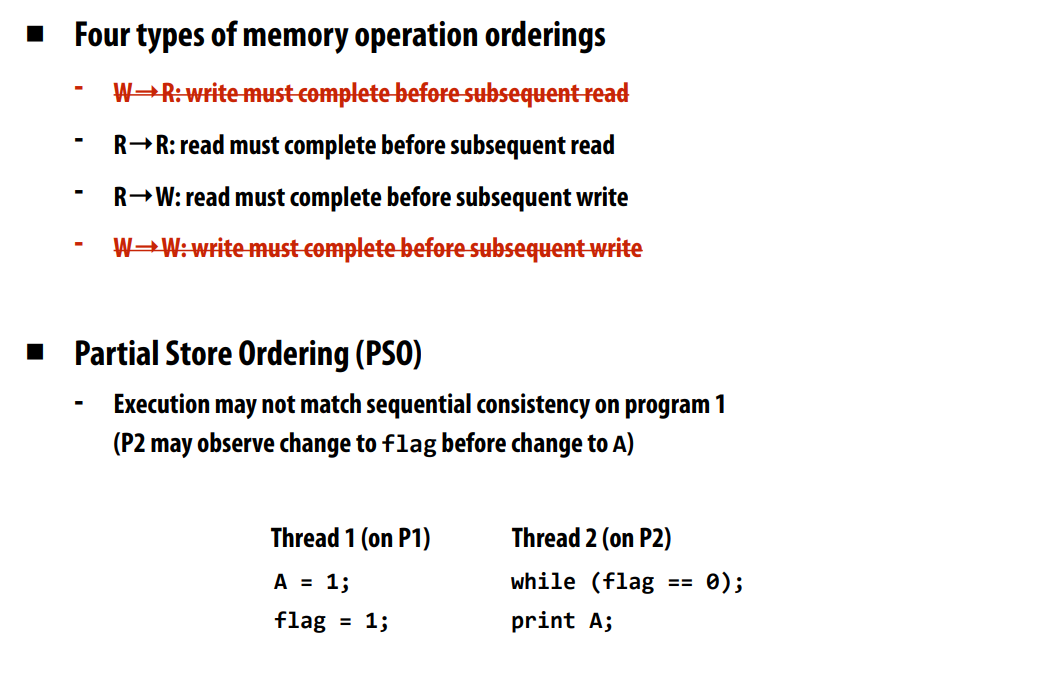 ■ Four types of memory operation orderings
- W→R: write must complete before subsequent read
- R→R: read must complete before subsequent read
- R→W: read must complete before subsequent write
- W→W: write must complete before subsequent write
■ Partial Store Ordering (PSO)
- Execution may not match sequential consistency on program 1
(P2 may observe change to flag before change to A)
Thread 1 (on P1) Thread 2 (on P2)
A = 1; while (flag == 0);
flag = 1; print A;